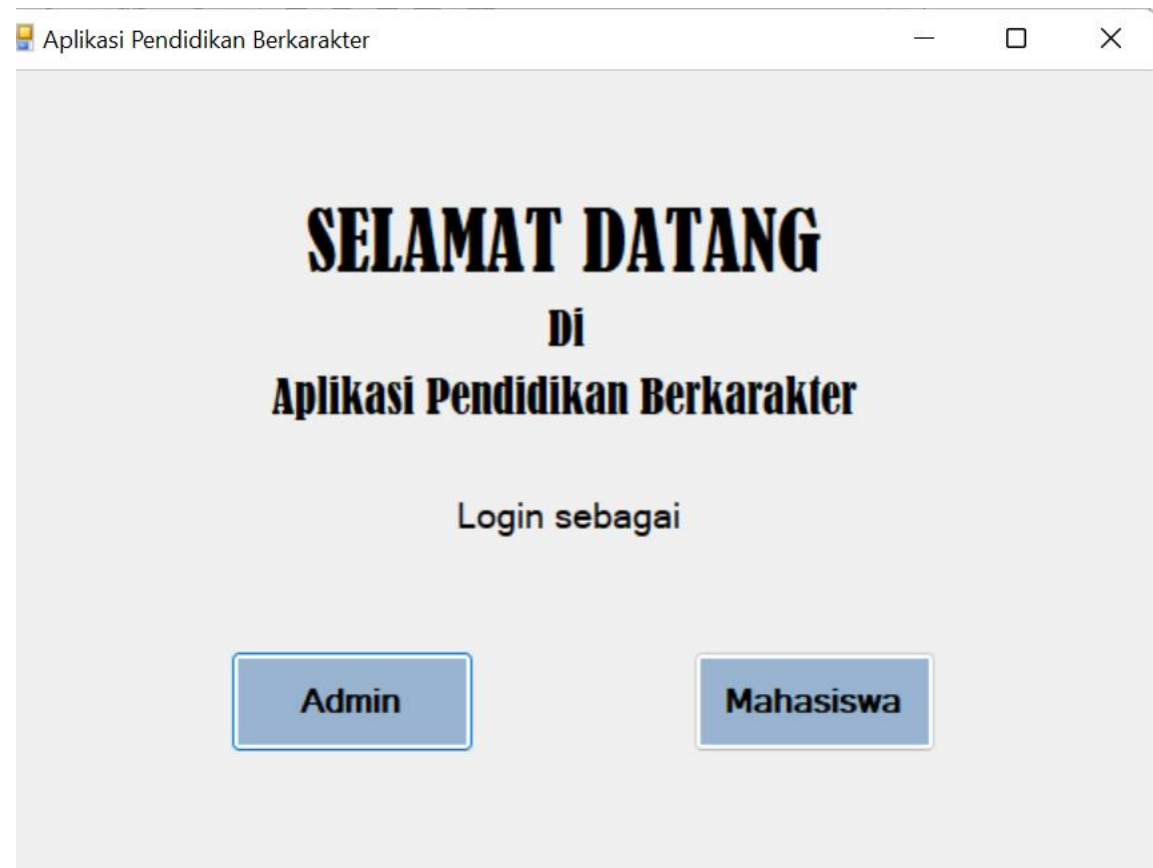 Aplikasi Pendidikan Berkarakter
SELAMAT DATANG
Di
Aplikasi Pendidikan Berkarakter
Login sebagai
Admin
Mahasiswa